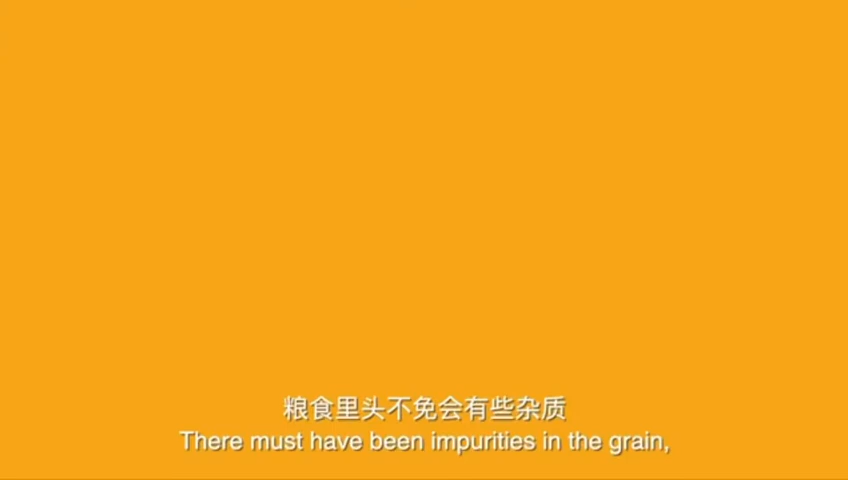 粮食里头不免会有些杂质
There must have been impurities in the grain,